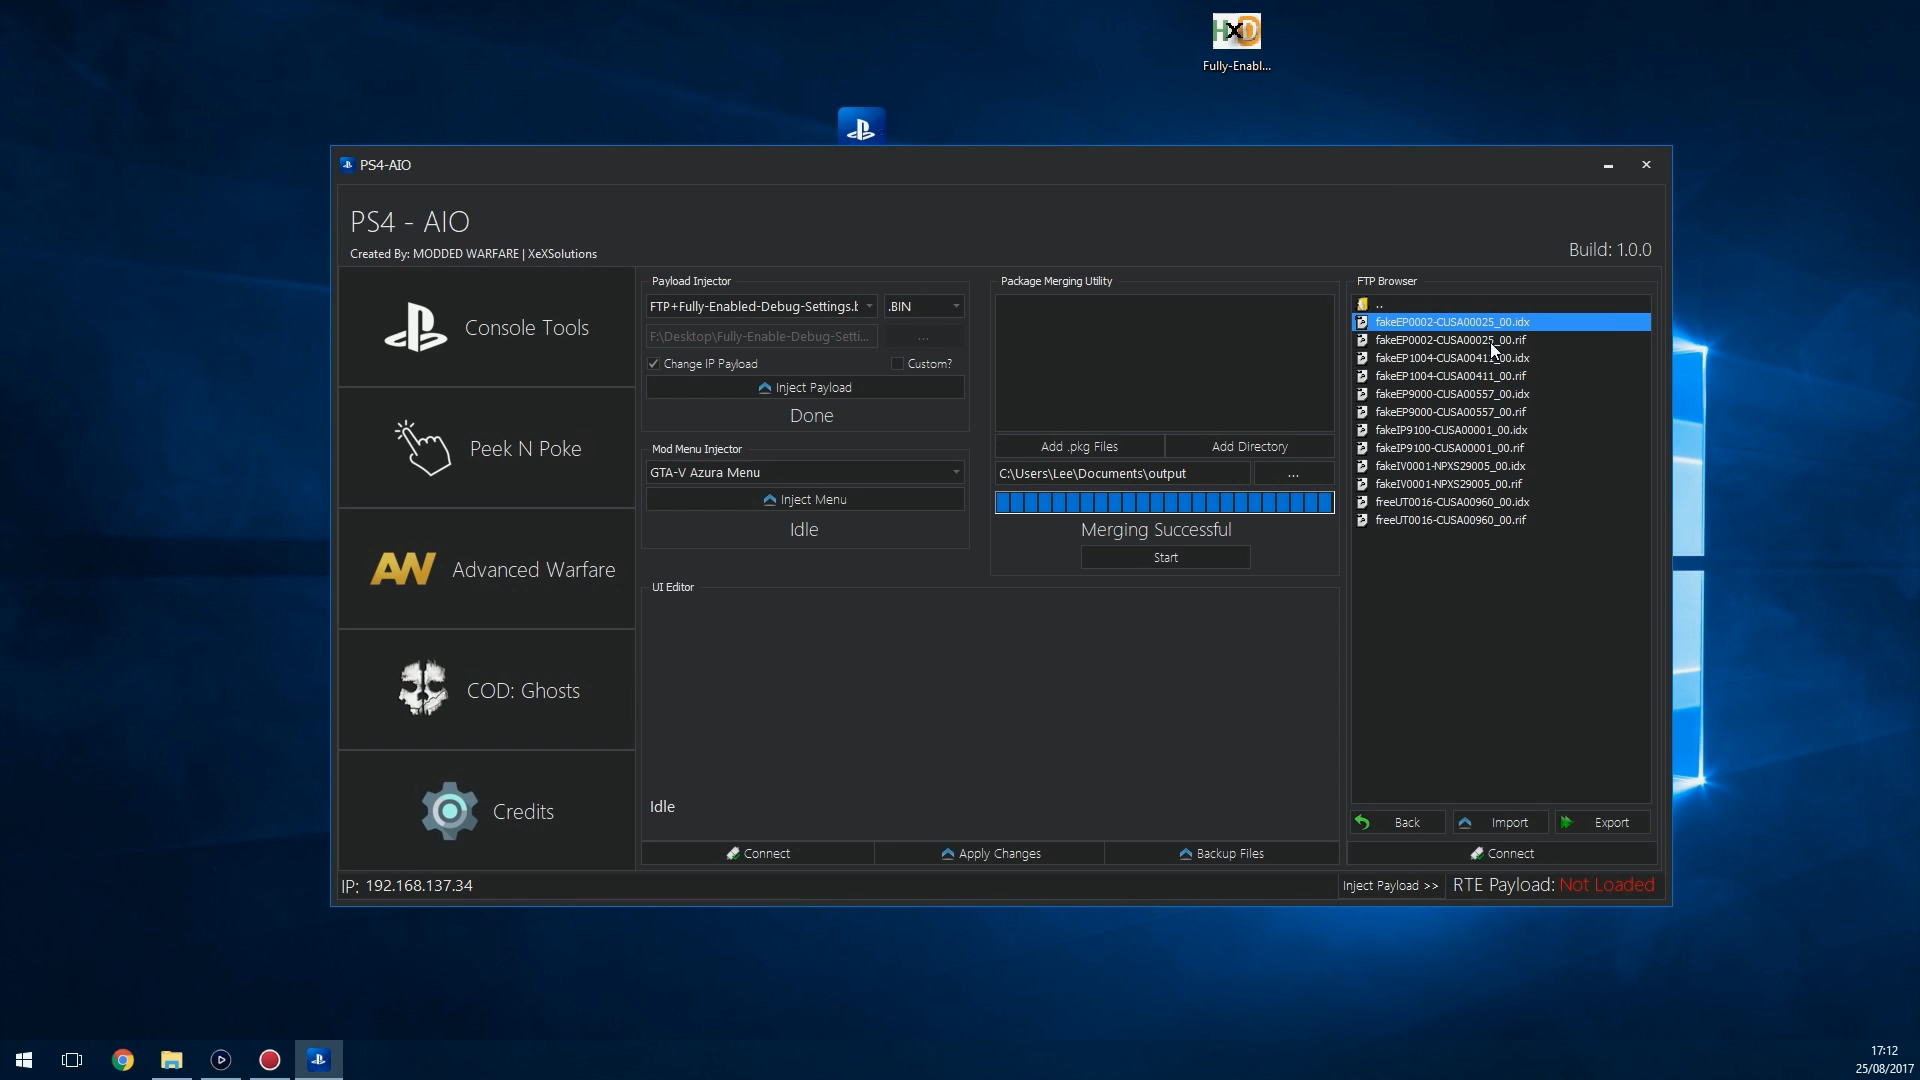 HxD
Fully-Enabl...
PS4-AIO
PS4 - AIO
Created By: MODDED WARFARE | XeXSolutions
Build: 1.0.0
Console Tools
Peek N Poke
AW
Advanced Warfare
COD: Ghosts
Credits
Payload Injector
FTP+Fully-Enabled-Debug-Settings.b
.BIN
F:\Desktop\Fully-Enable-Debug-Setti...
...
Change IP Payload
Custom?
Inject Payload
Done
Mod Menu Injector
GTA-V Azura Menu
Inject Menu
Idle
Package Merging Utility
Add .pkg Files
Add Directory
C:\Users\Lee\Documents\output
...
Merging Successful
Start
UI Editor
Idle
Connect
Apply Changes
Backup Files
FTP Browser
..
fakeEP0002-CUSA00025_00.idx
fakeEP0002-CUSA00025_00.rif
fakeEP1004-CUSA00411_00.idx
fakeEP1004-CUSA00411_00.rif
fakeEP9000-CUSA00557_00.idx
fakeEP9000-CUSA00557_00.rif
fakeIP9100-CUSA00001_00.idx
fakeIP9100-CUSA00001_00.rif
fakeIV0001-NPXS29005_00.idx
fakeIV0001-NPXS29005_00.rif
freeUT0016-CUSA00960_00.idx
freeUT0016-CUSA00960_00.rif
Back
Import
Export
Connect
IP: 192.168.137.34
Inject Payload >>
RTE Payload: Not Loaded
17:12
25/08/2017